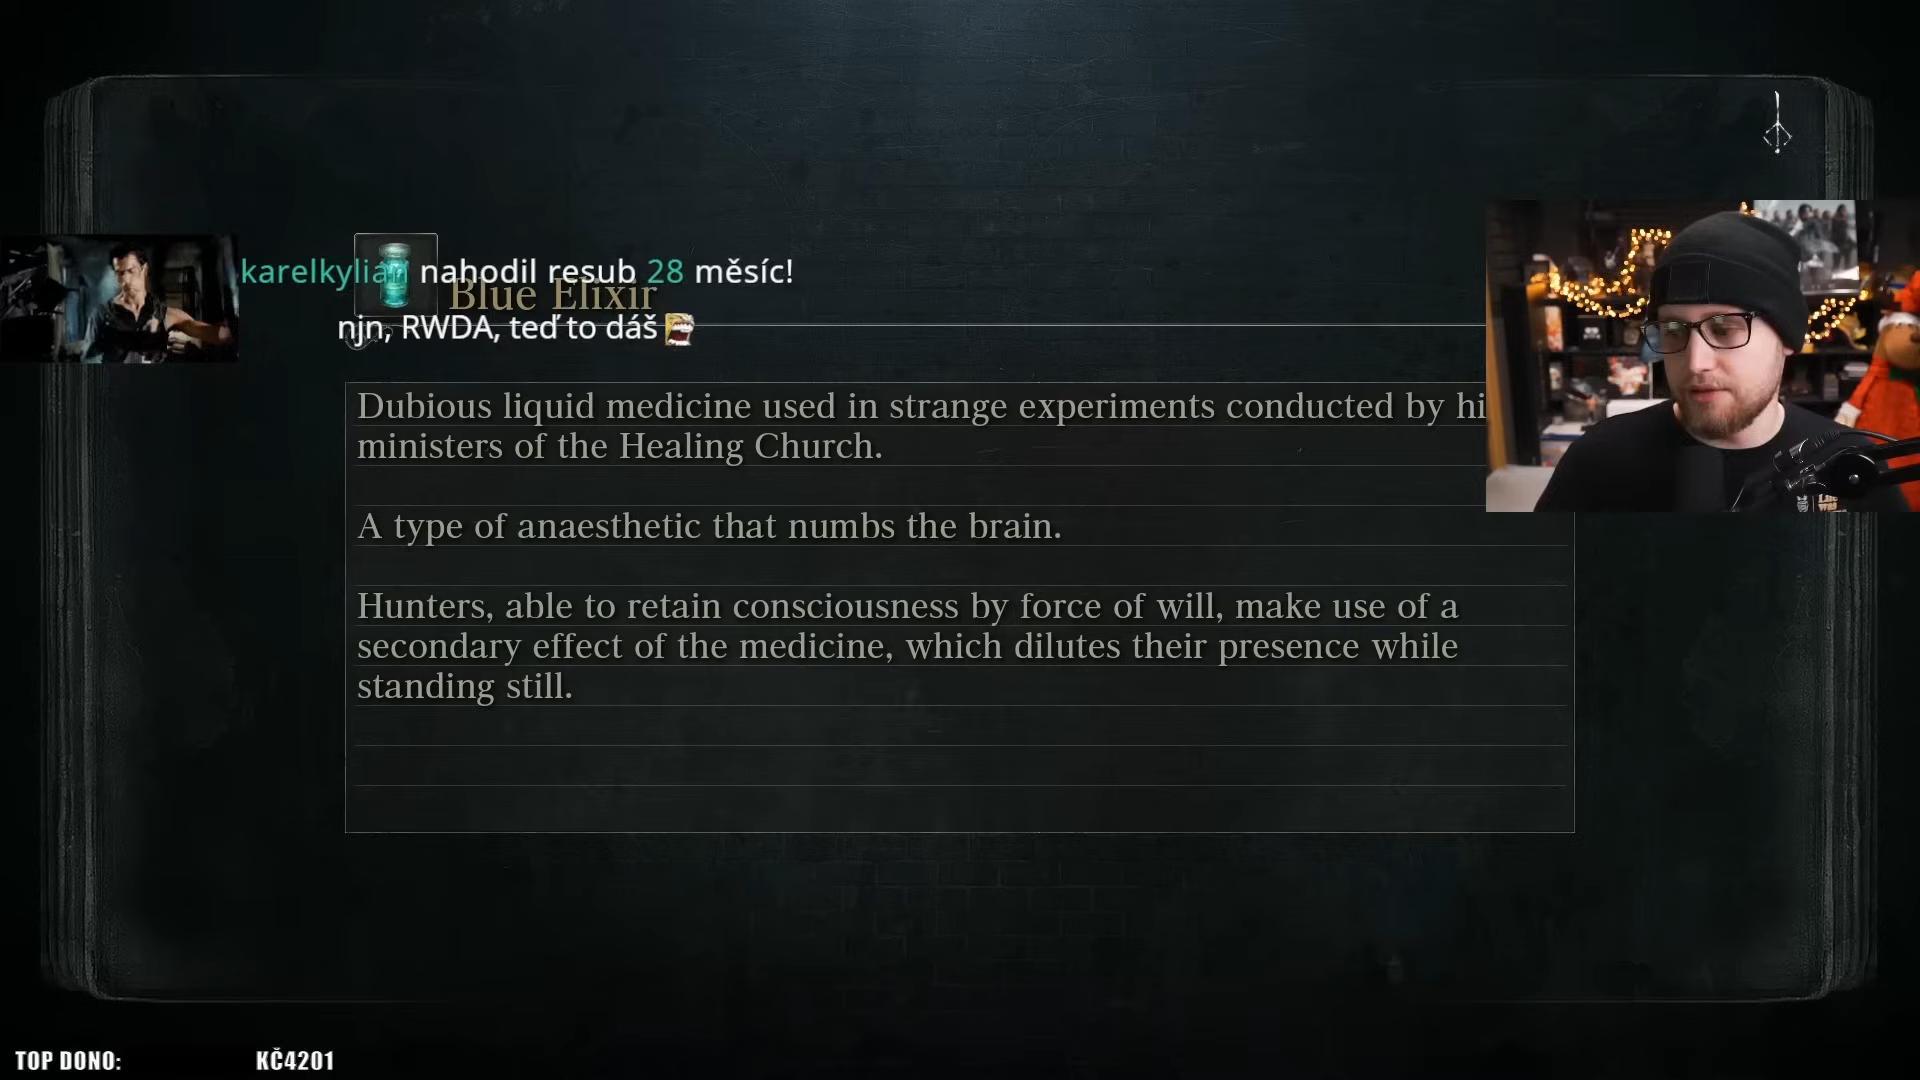 karelkylian nahodil resub 28 měsíc!
Blue Elixir
njn, RWDA, teď to dáš
Dubious liquid medicine used in strange experiments conducted by
ministers of the Healing Church.
A type of anaesthetic that numbs the brain.
Hunters, able to retain consciousness by force of will, make use of a
secondary effect of the medicine, which dilutes their presence while
standing still.
TOP DONO: KČ4201